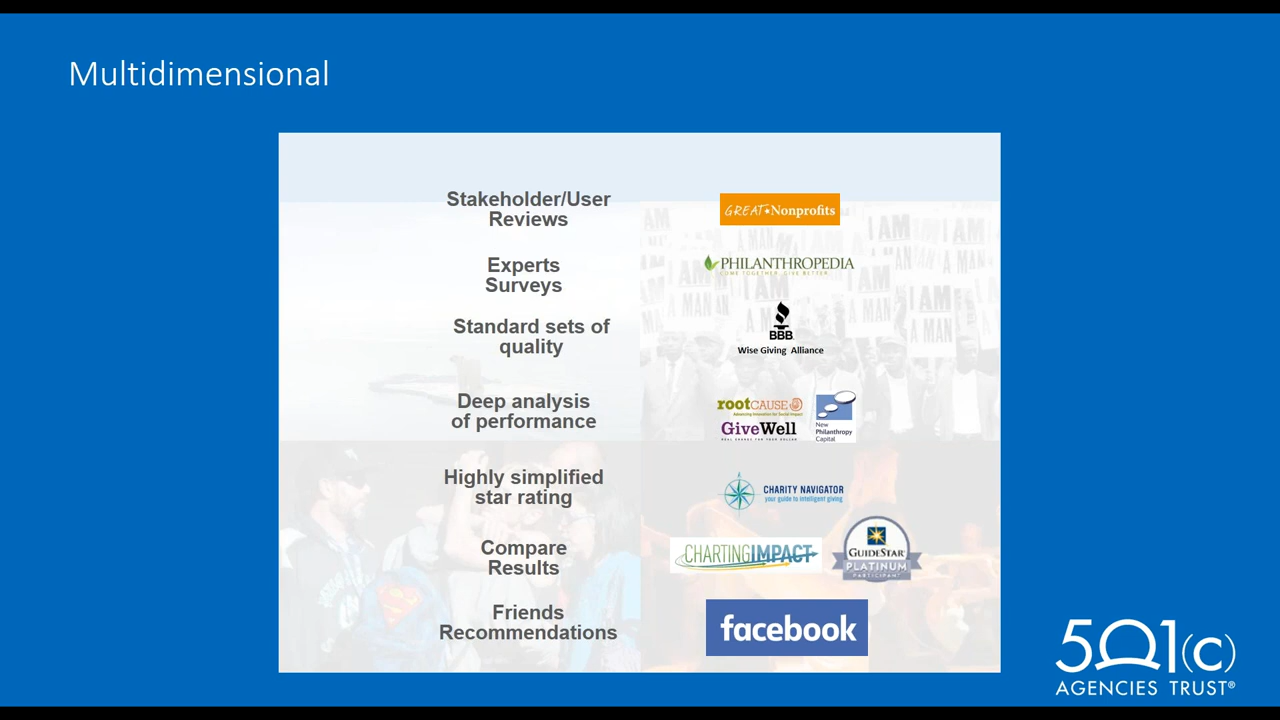 Multidimensional
Stakeholder/User
Reviews
GREAT Nonprofits
Experts
Surveys
PHILANTHROPEDIA
COME TOGETHER. GIVE BETTER.
Standard sets of
quality
BBB
Wise Giving Alliance
I AM
A MAN
Deep analysis
of performance
rootCAUSE
Advancing Innovation for Social Impact
GiveWell
REAL CHANGE FOR YOUR DOLLAR
New
Philanthropy
Capital
Highly simplified
star rating
CHARITY NAVIGATOR
your guide to intelligent giving
Compare
Results
CHARTINGIMPACT
GUIDESTAR
PLATINUM
PARTICIPANT
Friends
Recommendations
facebook
501(c)
AGENCIES TRUST®